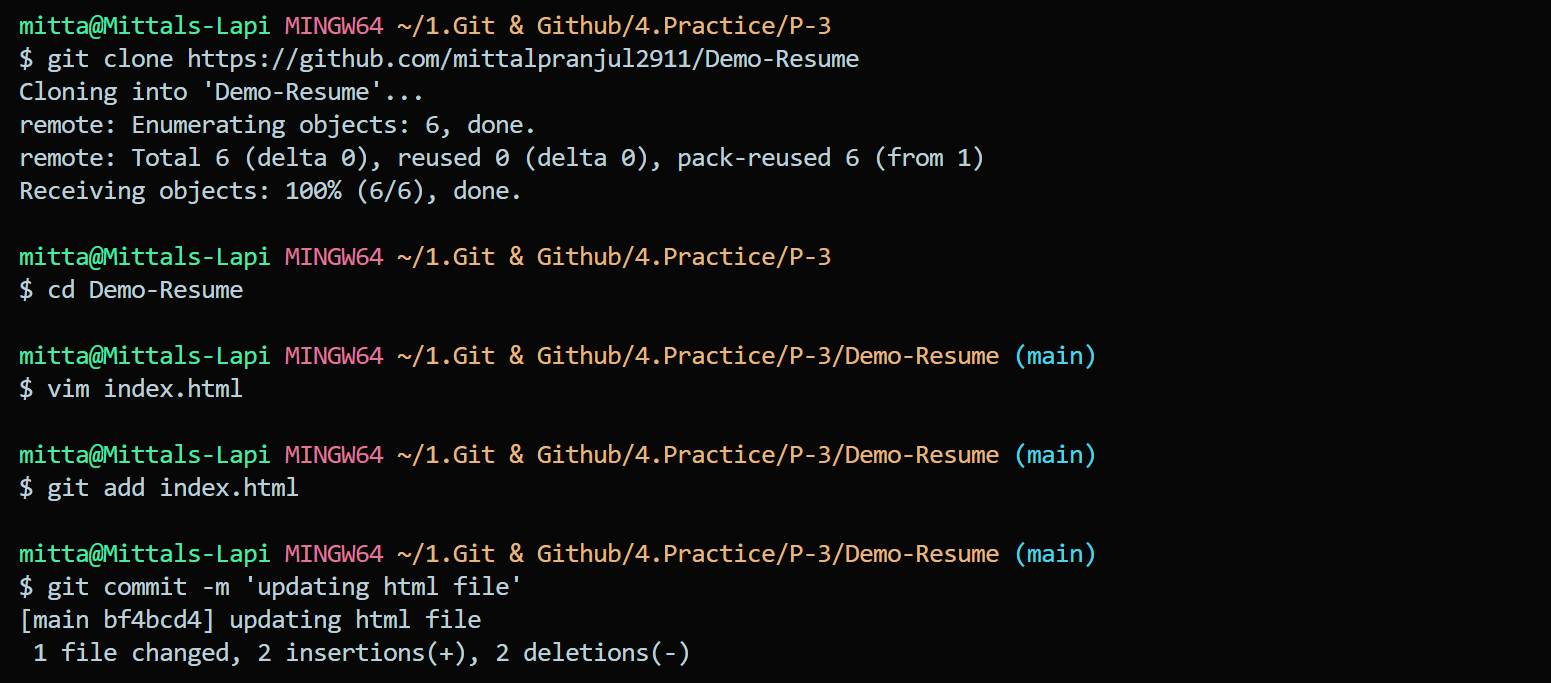 mitta@Mittals-Lapi MINGW64 ~/1.Git & Github/4.Practice/P-3
$ git clone https://github.com/mittalpranjul2911/Demo-Resume
Cloning into 'Demo-Resume'...
remote: Enumerating objects: 6, done.
remote: Total 6 (delta 0), reused 0 (delta 0), pack-reused 6 (from 1)
Receiving objects: 100% (6/6), done.
mitta@Mittals-Lapi MINGW64 ~/1.Git & Github/4.Practice/P-3
$ cd Demo-Resume
mitta@Mittals-Lapi MINGW64 ~/1.Git & Github/4.Practice/P-3/Demo-Resume (main)
$ vim index.html
mitta@Mittals-Lapi MINGW64 ~/1.Git & Github/4.Practice/P-3/Demo-Resume (main)
$ git add index.html
mitta@Mittals-Lapi MINGW64 ~/1.Git & Github/4.Practice/P-3/Demo-Resume (main)
$ git commit -m 'updating html file'
[main bf4bcd4] updating html file
 1 file changed, 2 insertions(+), 2 deletions(-)